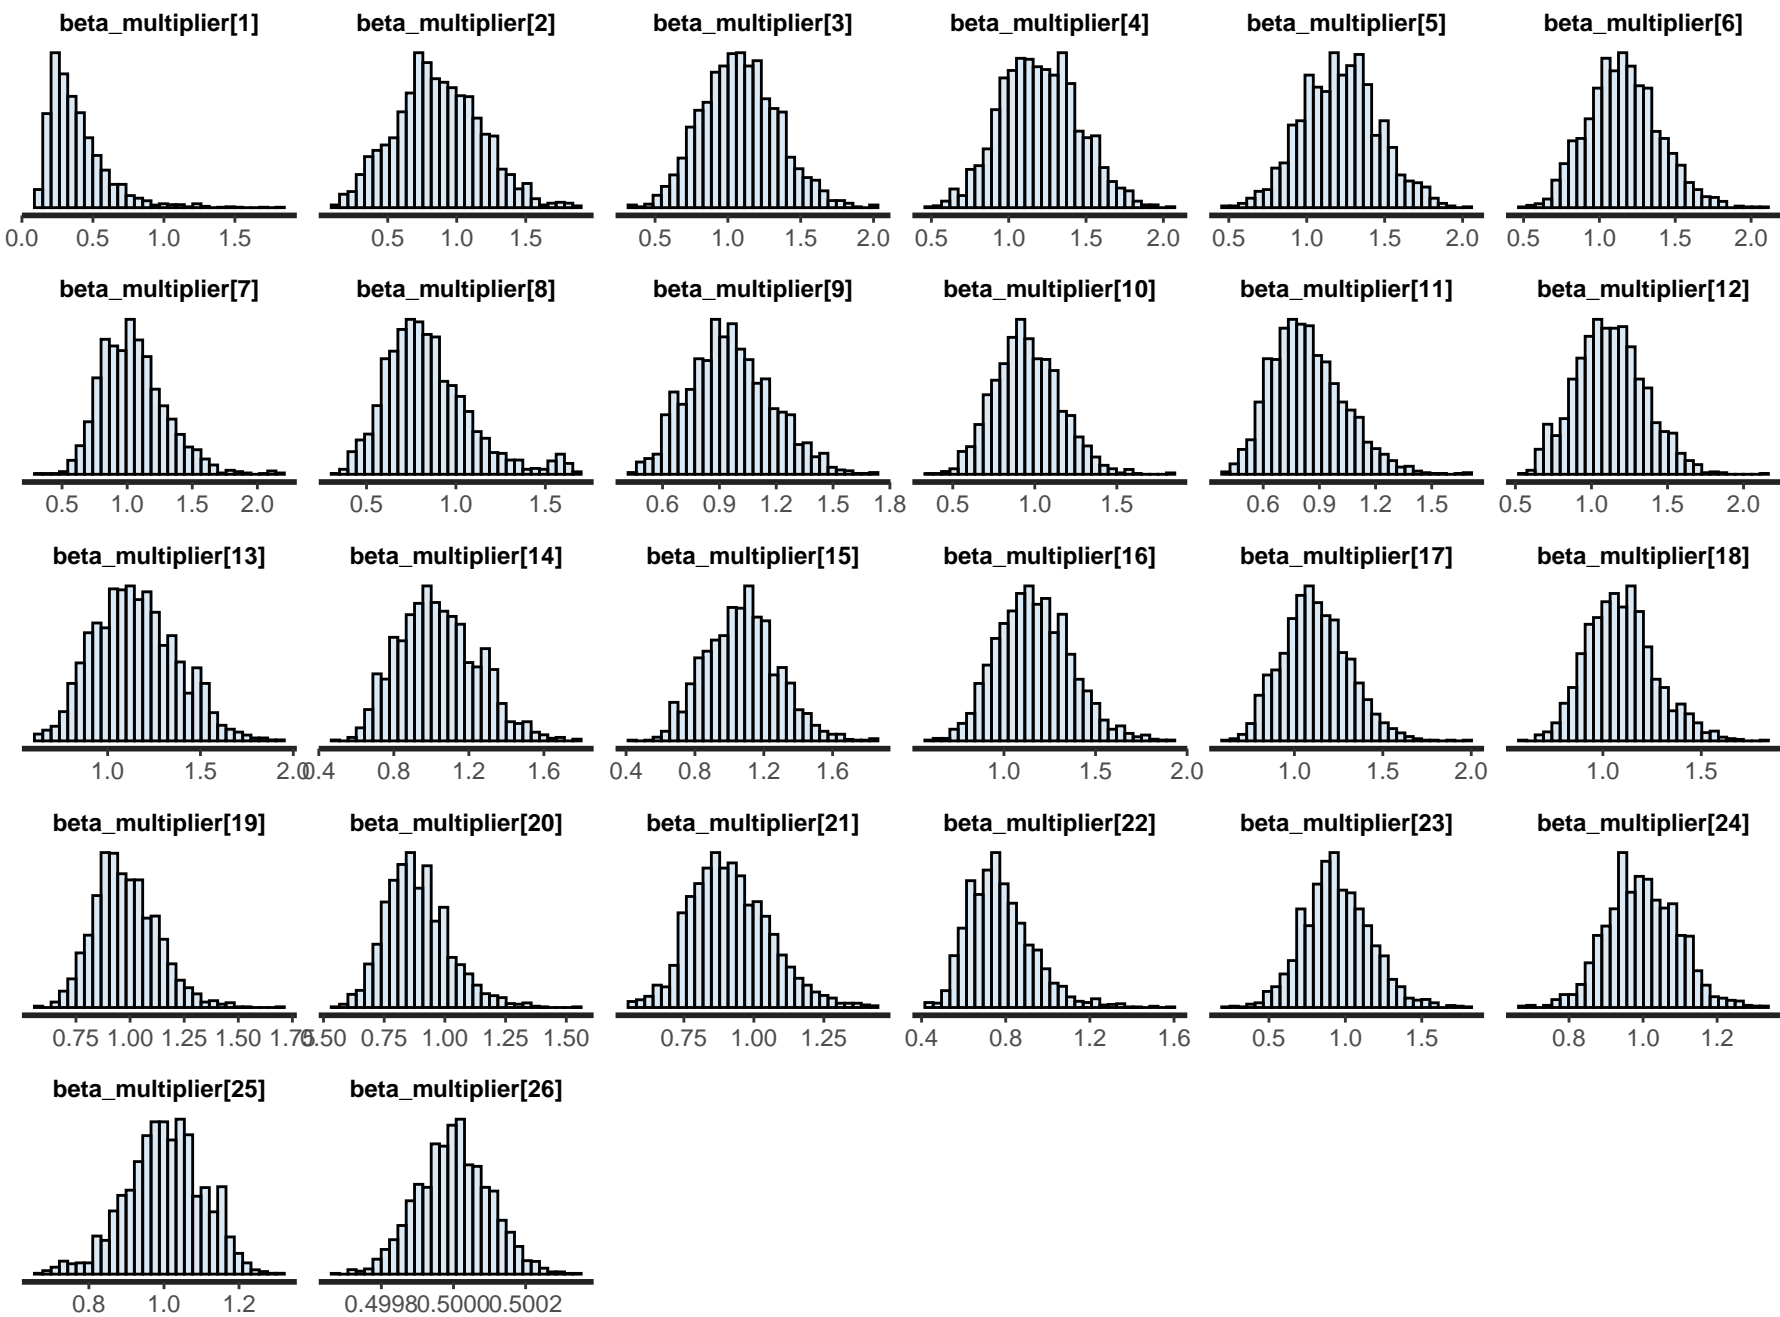 beta_multiplier[1] beta_multiplier[2] beta_multiplier[3] beta_multiplier[4] beta_multiplier[5] beta_multiplier[6]
0.0 0.5 1.0 1.5 0.5 1.0 1.5 0.5 1.0 1.5 2.0 0.5 1.0 1.5 2.0 0.5 1.0 1.5 2.0 0.5 1.0 1.5 2.0
beta_multiplier[7] beta_multiplier[8] beta_multiplier[9] beta_multiplier[10] beta_multiplier[11] beta_multiplier[12]
0.5 1.0 1.5 2.0 0.5 1.0 1.5 0.6 0.9 1.2 1.5 1.8 0.5 1.0 1.5 0.6 0.9 1.2 1.5 0.5 1.0 1.5 2.0
beta_multiplier[13] beta_multiplier[14] beta_multiplier[15] beta_multiplier[16] beta_multiplier[17] beta_multiplier[18]
1.0 1.5 2.0 0.4 0.8 1.2 1.6 0.4 0.8 1.2 1.6 1.0 1.5 2.0 1.0 1.5 2.0 1.0 1.5
beta_multiplier[19] beta_multiplier[20] beta_multiplier[21] beta_multiplier[22] beta_multiplier[23] beta_multiplier[24]
0.75 1.00 1.25 1.50 1.75 0.50 0.75 1.00 1.25 1.50 0.75 1.00 1.25 0.4 0.8 1.2 1.6 0.5 1.0 1.5 0.8 1.0 1.2
beta_multiplier[25] beta_multiplier[26]
0.8 1.0 1.2 0.4998 0.5000 0.5002